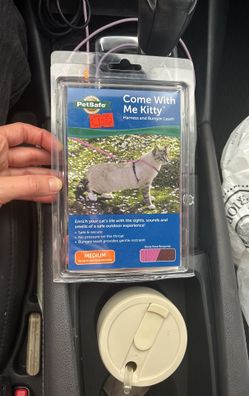 PetSafe
Come With
Me Kitty™
Harness and Bungee Leash
Enrich your cat's life with the sights, sounds and
smells of a safe outdoor experience!
• Safe & secure
• No pressure on the throat
• Bungee leash provides gentle restraint
MEDIUM